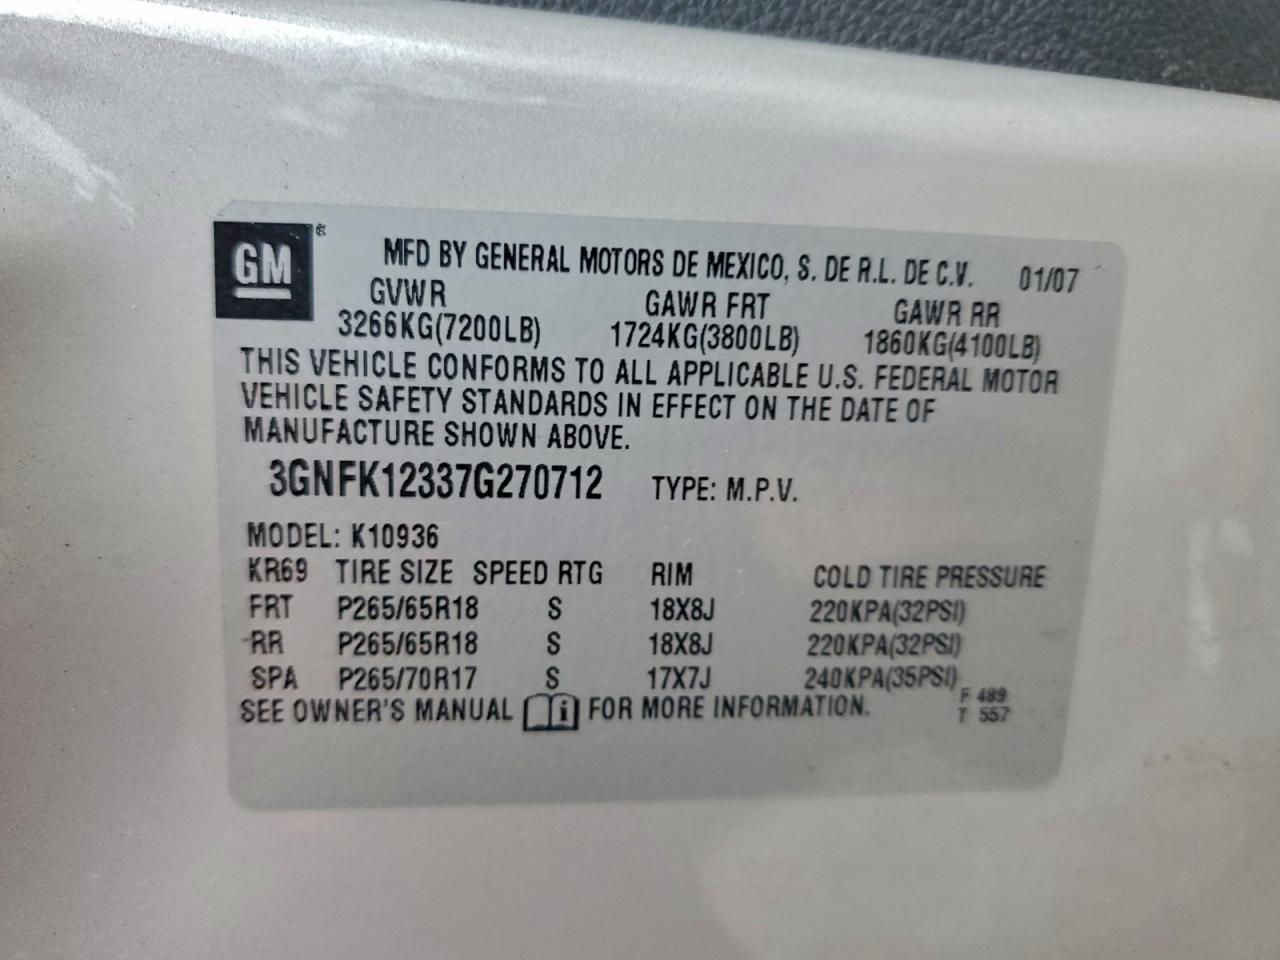 GM ®
MFD BY GENERAL MOTORS DE MEXICO, S. DE R.L. DE C.V. 01/07
GVWR GAWR FRT GAWR RR
3266KG(7200LB) 1724KG(3800LB) 1860KG(4100LB)
THIS VEHICLE CONFORMS TO ALL APPLICABLE U.S. FEDERAL MOTOR
VEHICLE SAFETY STANDARDS IN EFFECT ON THE DATE OF
MANUFACTURE SHOWN ABOVE.
3GNFK12337G270712 TYPE: M.P.V.
MODEL: K10936
KR69 TIRE SIZE SPEED RTG RIM COLD TIRE PRESSURE
FRT P265/65R18 S 18X8J 220KPA(32PSI)
RR P265/65R18 S 18X8J 220KPA(32PSI)
SPA P265/70R17 S 17X7J 240KPA(35PSI)
SEE OWNER'S MANUAL i FOR MORE INFORMATION.
F 489
T 557